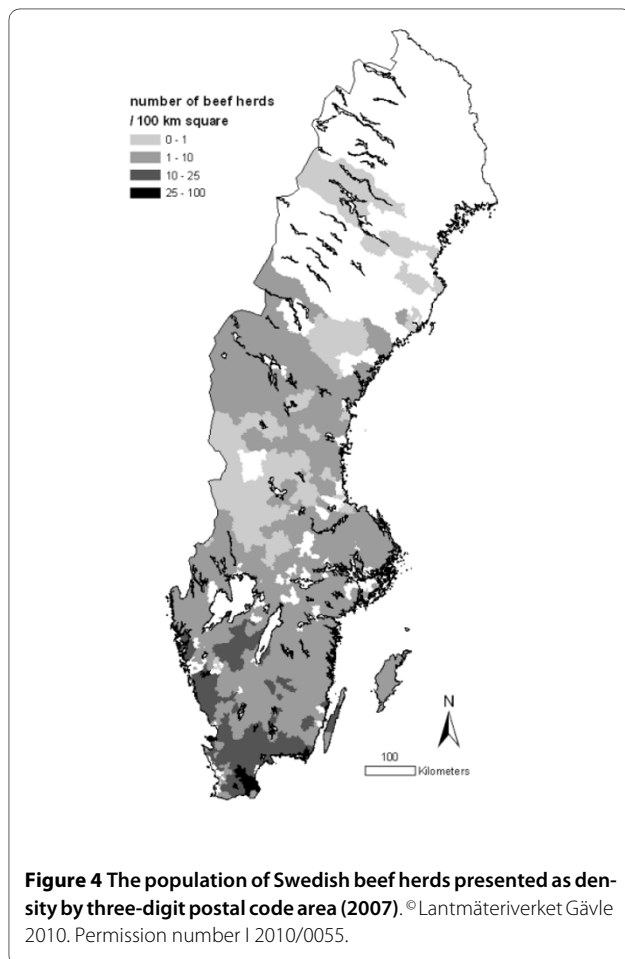 number of beef herds
/ 100 km square
0 - 1
1 - 10
10 - 25
25 - 100
N
100
Kilometers
Figure 4 The population of Swedish beef herds presented as den-
sity by three-digit postal code area (2007). © Lantmäteriverket Gävle
2010. Permission number I 2010/0055.